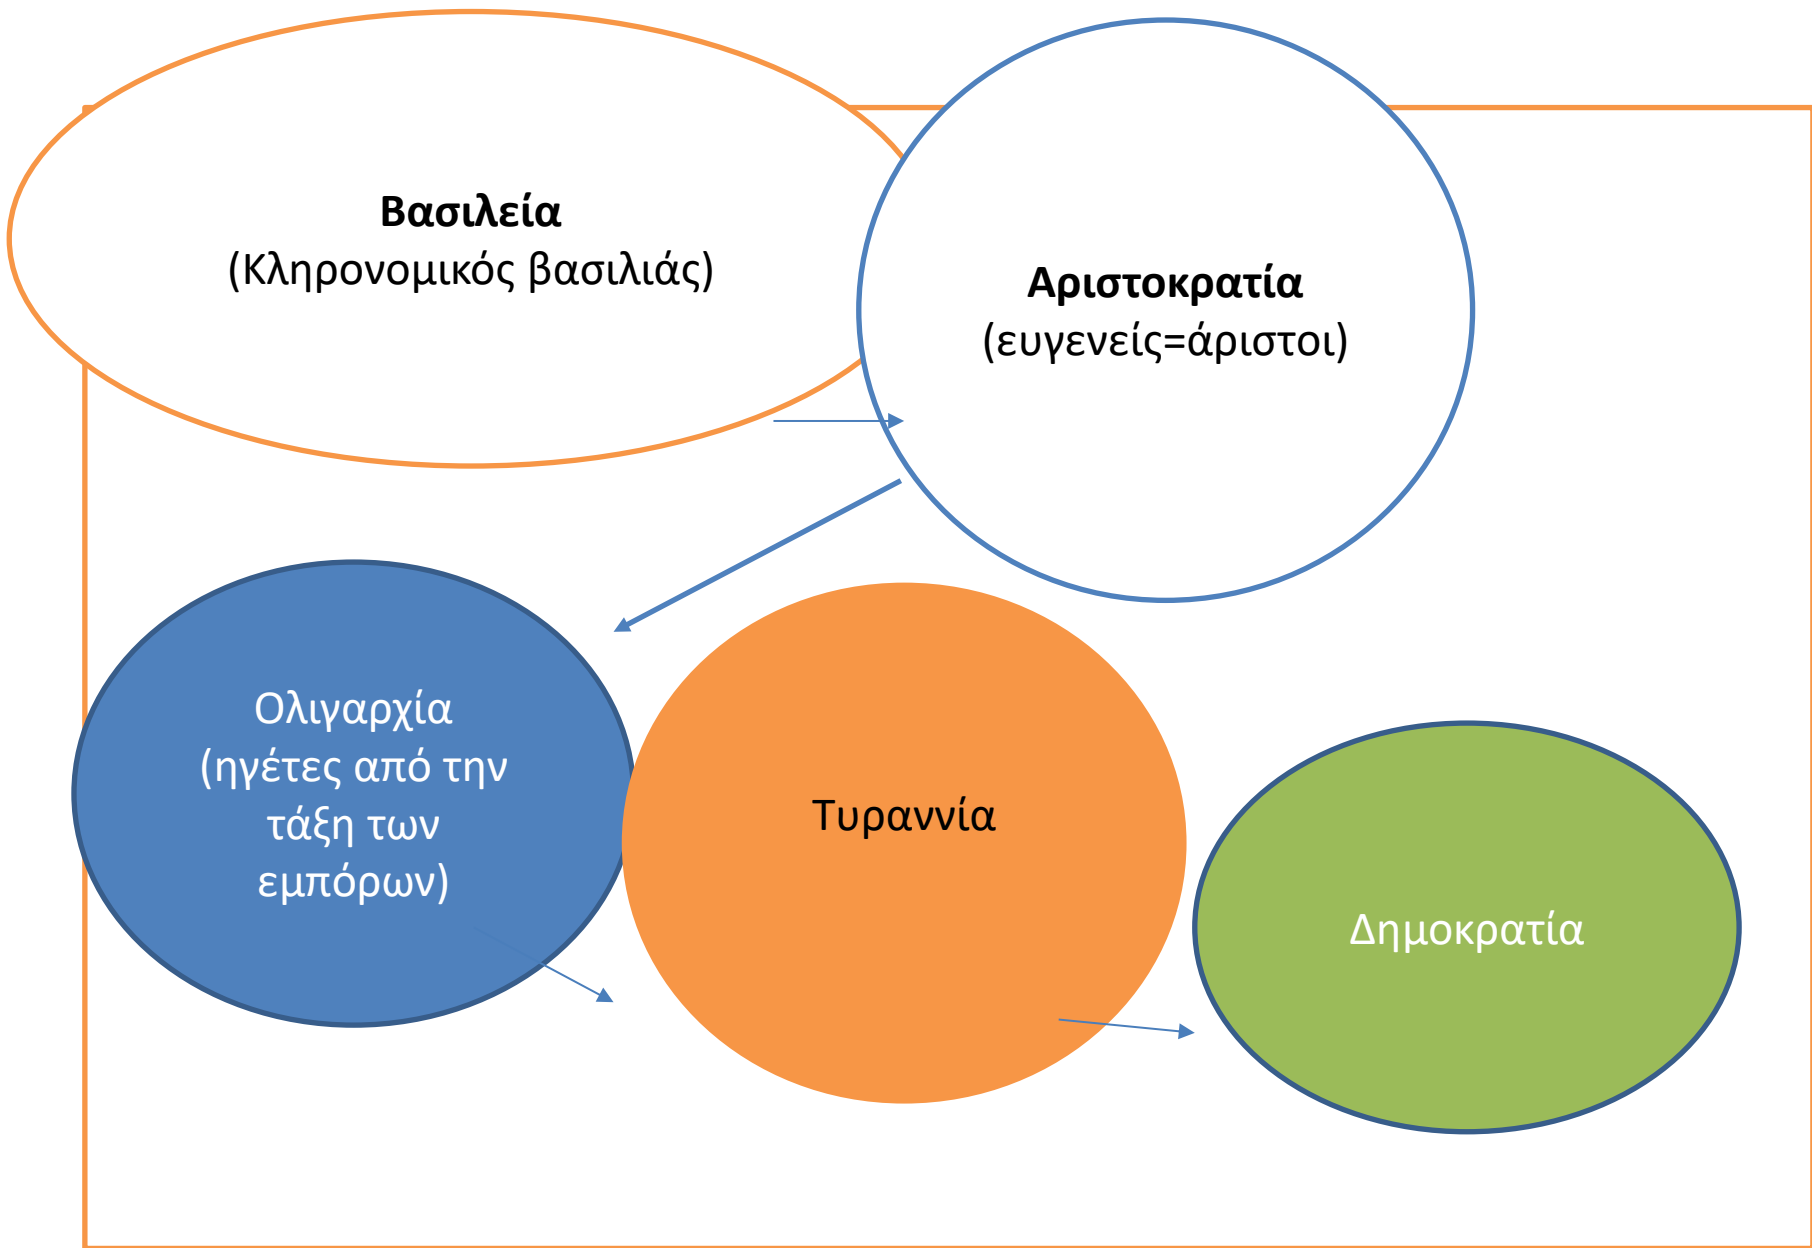 Βασιλεία
(Κληρονομικός βασιλιάς)
Αριστοκρατία
(ευγενείς=άριστοι)
Ολιγαρχία
(ηγέτες από την
τάξη των
εμπόρων)
Τυραννία
Δημοκρατία